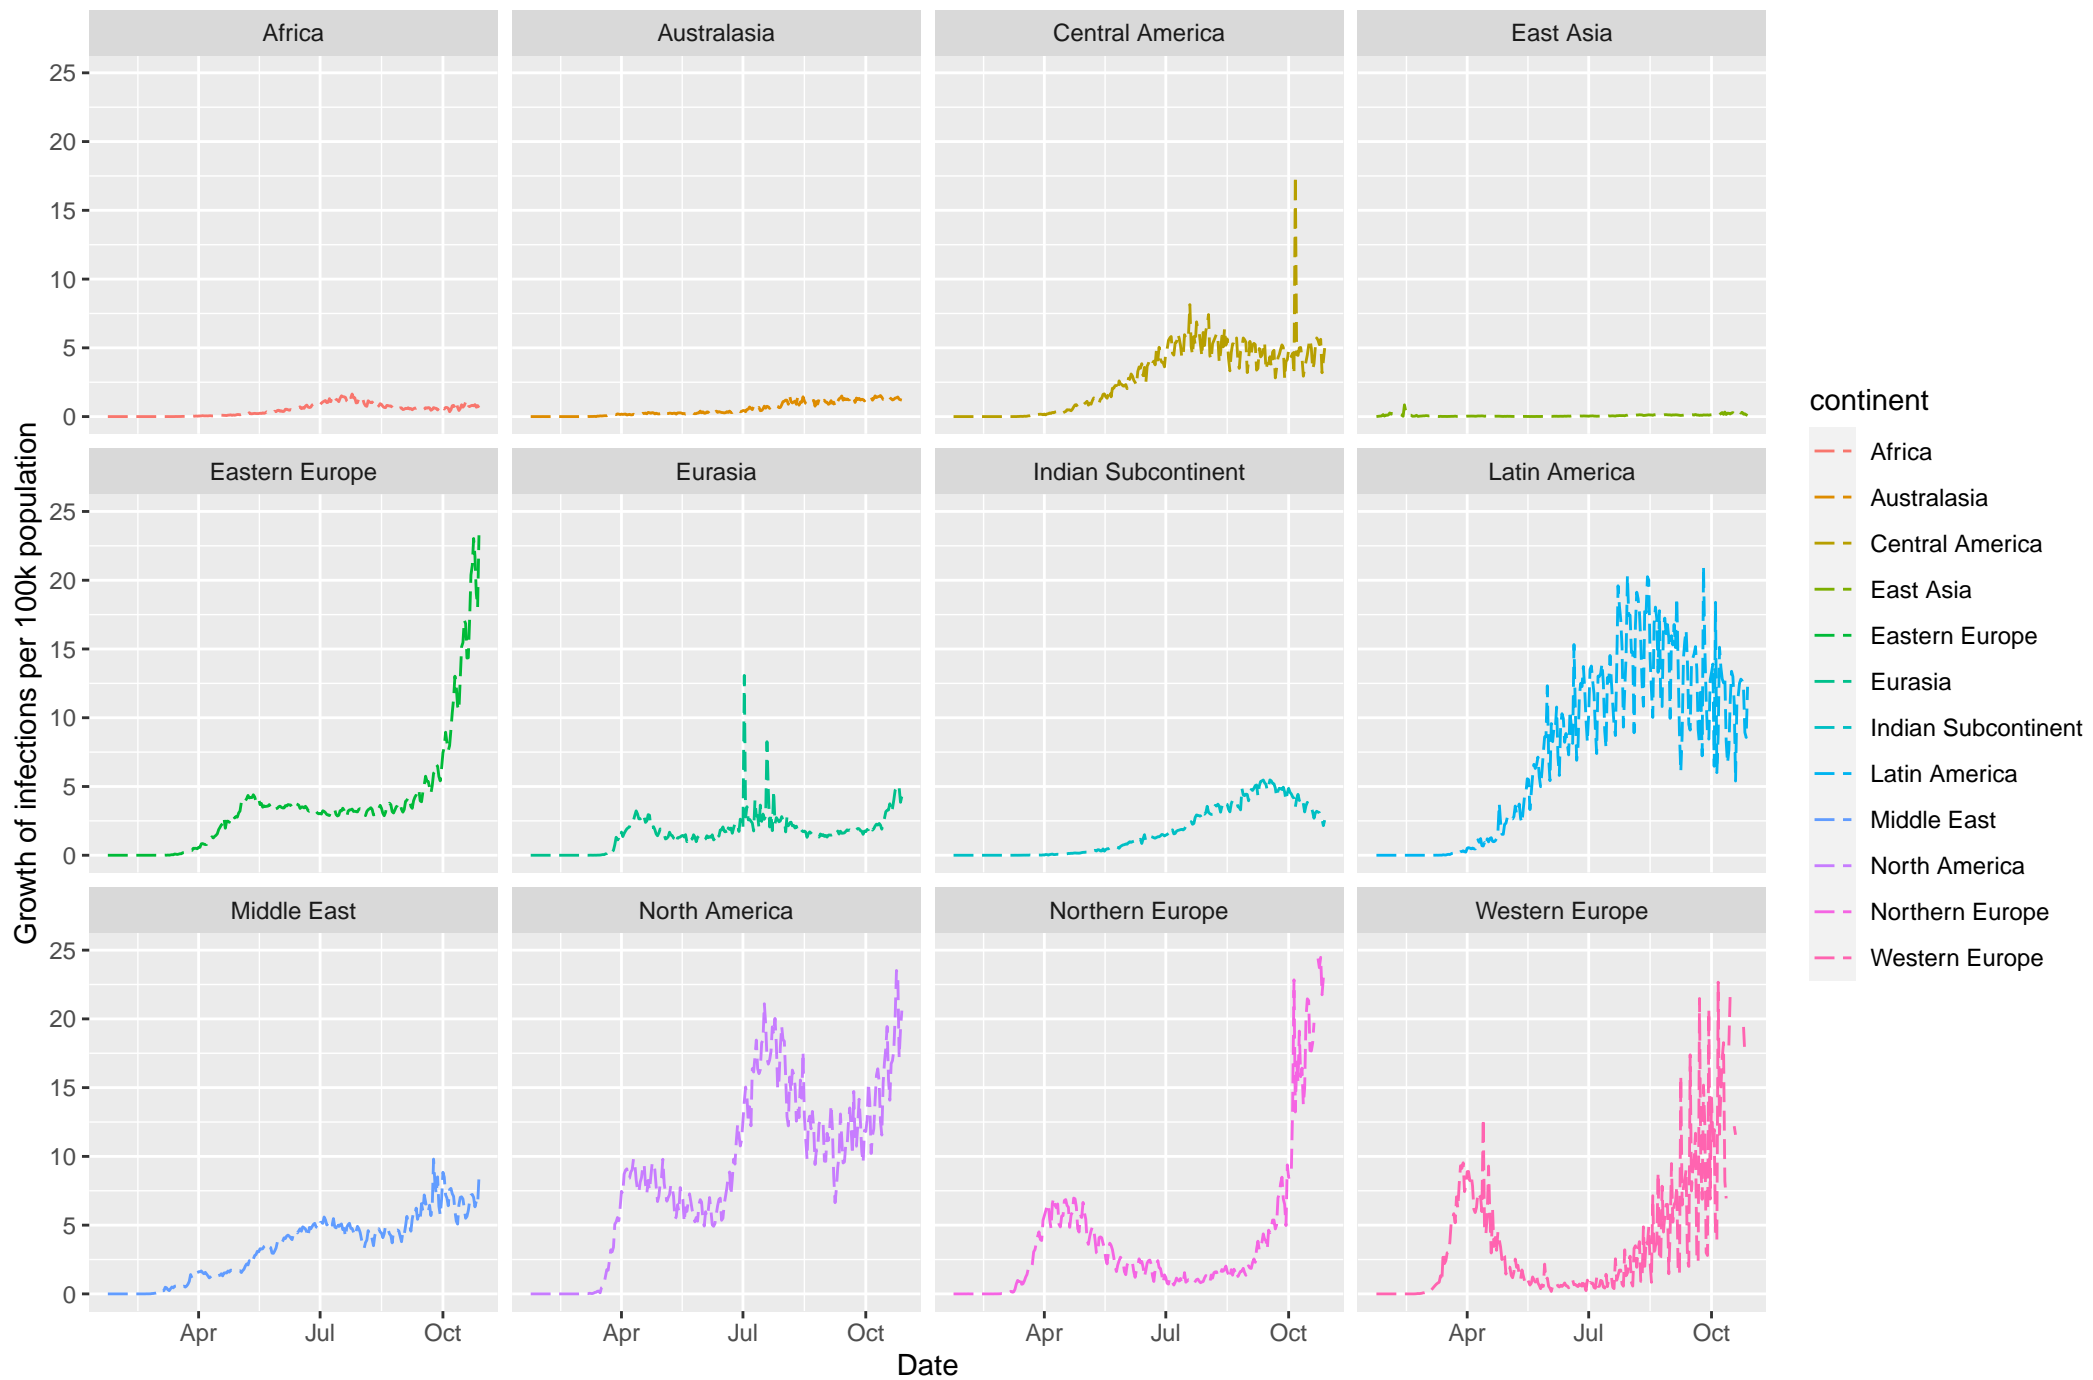 Africa
Australasia
Central America
East Asia
25
20
15
10
5
0
Eastern Europe
Eurasia
Indian Subcontinent
Latin America
25
20
15
10
5
0
Middle East
North America
Northern Europe
Western Europe
25
20
15
10
5
0
Apr
Jul
Oct
Apr
Jul
Oct
Apr
Jul
Oct
Apr
Jul
Oct
Date
Growth of infections per 100k population
continent
Africa
Australasia
Central America
East Asia
Eastern Europe
Eurasia
Indian Subcontinent
Latin America
Middle East
North America
Northern Europe
Western Europe